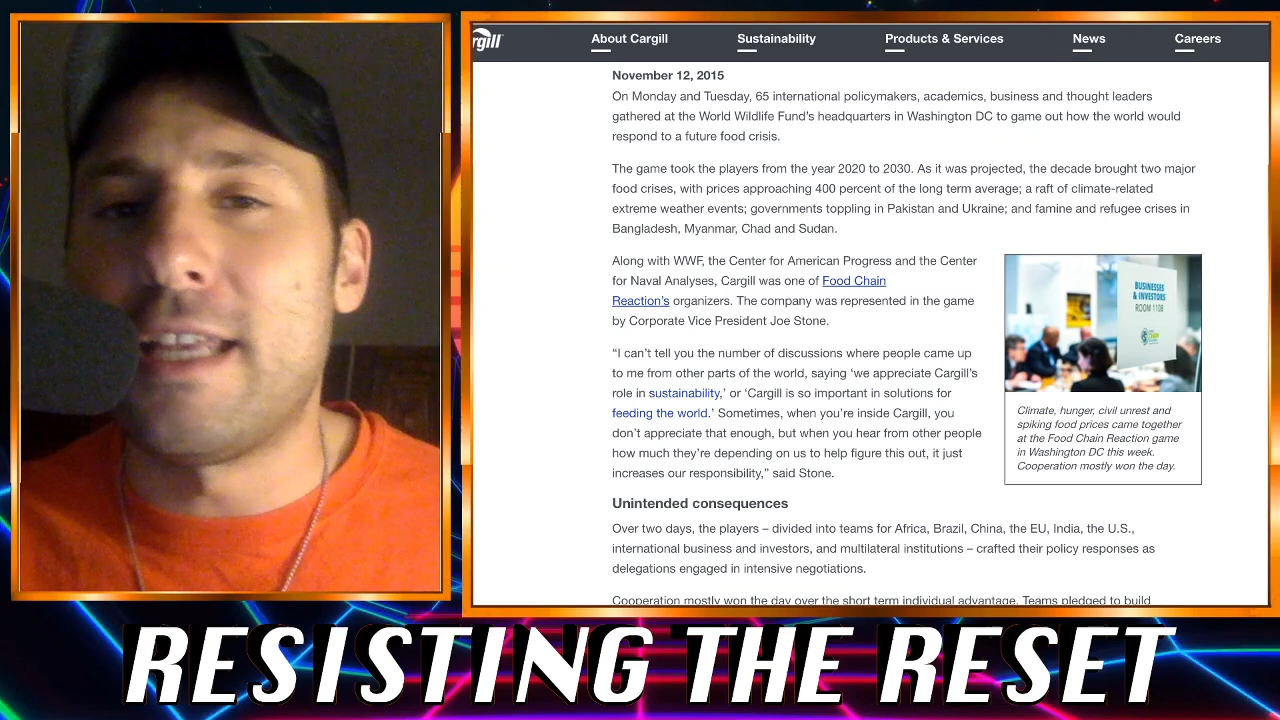 rgill
About Cargill
Sustainability
Products & Services
News
Careers
November 12, 2015
On Monday and Tuesday, 65 international policymakers, academics, business and thought leaders
gathered at the World Wildlife Fund's headquarters in Washington DC to game out how the world would
respond to a future food crisis.
The game took the players from the year 2020 to 2030. As it was projected, the decade brought two major
food crises, with prices approaching 400 percent of the long term average; a raft of climate-related
extreme weather events; governments toppling in Pakistan and Ukraine; and famine and refugee crises in
Bangladesh, Myanmar, Chad and Sudan.
Along with WWF, the Center for American Progress and the Center
for Naval Analyses, Cargill was one of Food Chain
Reaction's organizers. The company was represented in the game
by Corporate Vice President Joe Stone.
“I can’t tell you the number of discussions where people came up
to me from other parts of the world, saying ‘we appreciate Cargill’s
role in sustainability,’ or ‘Cargill is so important in solutions for
feeding the world.’ Sometimes, when you’re inside Cargill, you
don’t appreciate that enough, but when you hear from other people
how much they’re depending on us to help figure this out, it just
increases our responsibility,” said Stone.
BUSINESSES
& INVESTORS
ROOM 110B
Climate, hunger, civil unrest and
spiking food prices came together
at the Food Chain Reaction game
in Washington DC this week.
Cooperation mostly won the day.
Unintended consequences
Over two days, the players – divided into teams for Africa, Brazil, China, the EU, India, the U.S.,
international business and investors, and multilateral institutions – crafted their policy responses as
delegations engaged in intensive negotiations.
Cooperation mostly won the day over the short term individual advantage. Teams pledged to build
RESISTING THE RESET